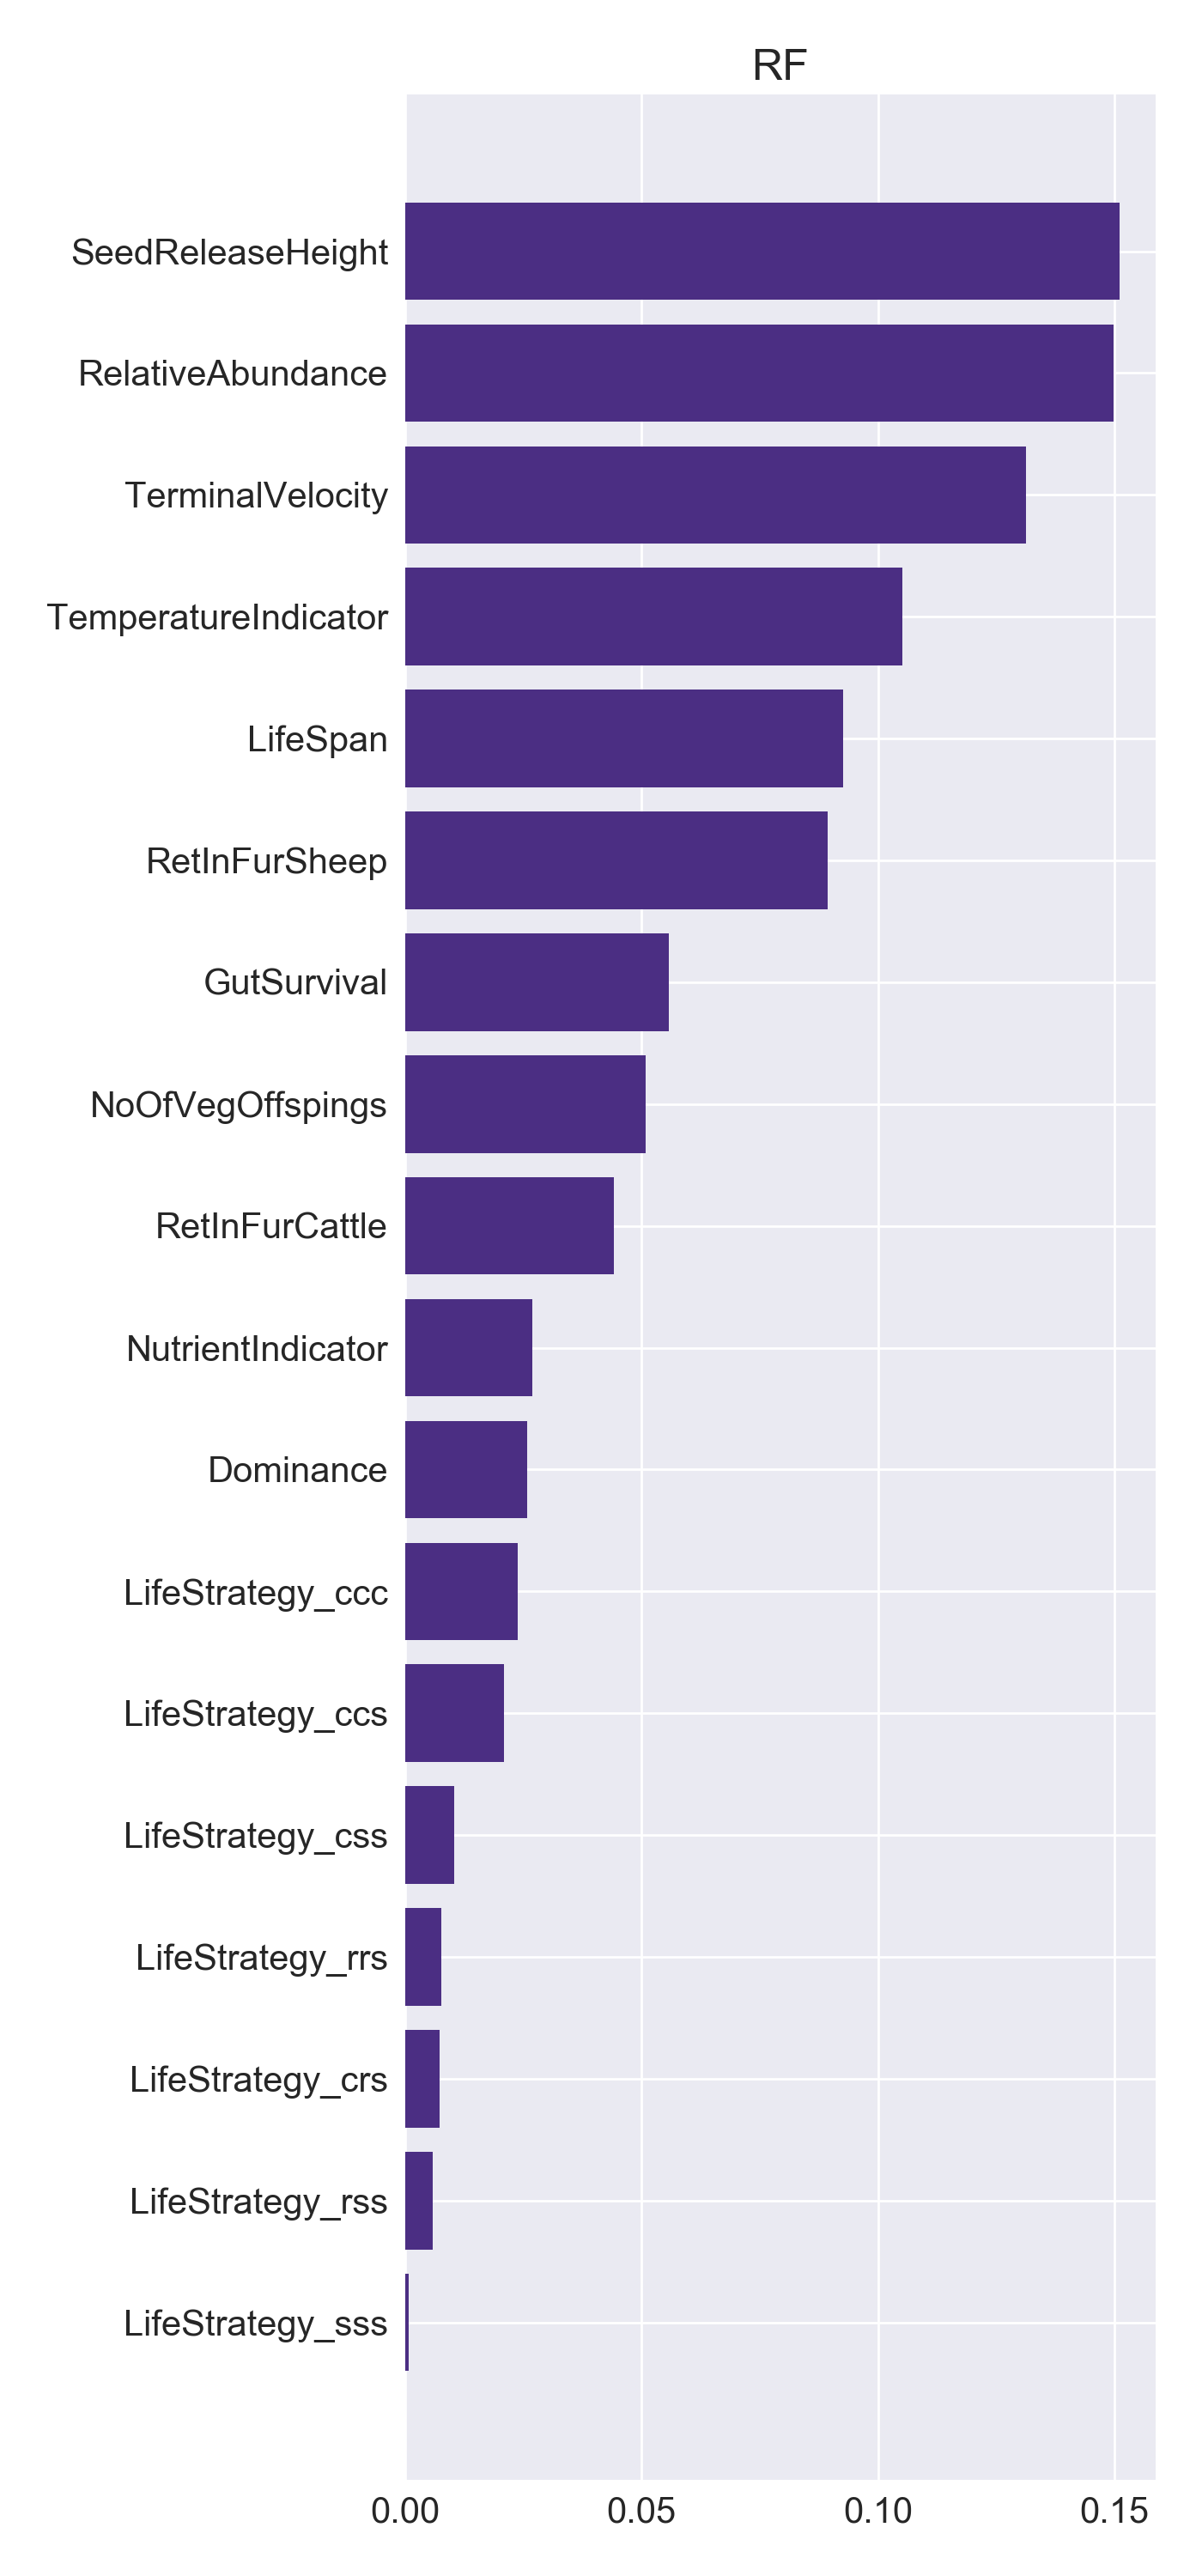 RF
SeedReleaseHeight
RelativeAbundance
TerminalVelocity
TemperatureIndicator
LifeSpan
RetInFurSheep
GutSurvival
NoOfVegOffspings
RetInFurCattle
NutrientIndicator
Dominance
LifeStrategy_ccc
LifeStrategy_ccs
LifeStrategy_css
LifeStrategy_rrs
LifeStrategy_crs
LifeStrategy_rss
LifeStrategy_sss
0.00 0.05 0.10 0.15